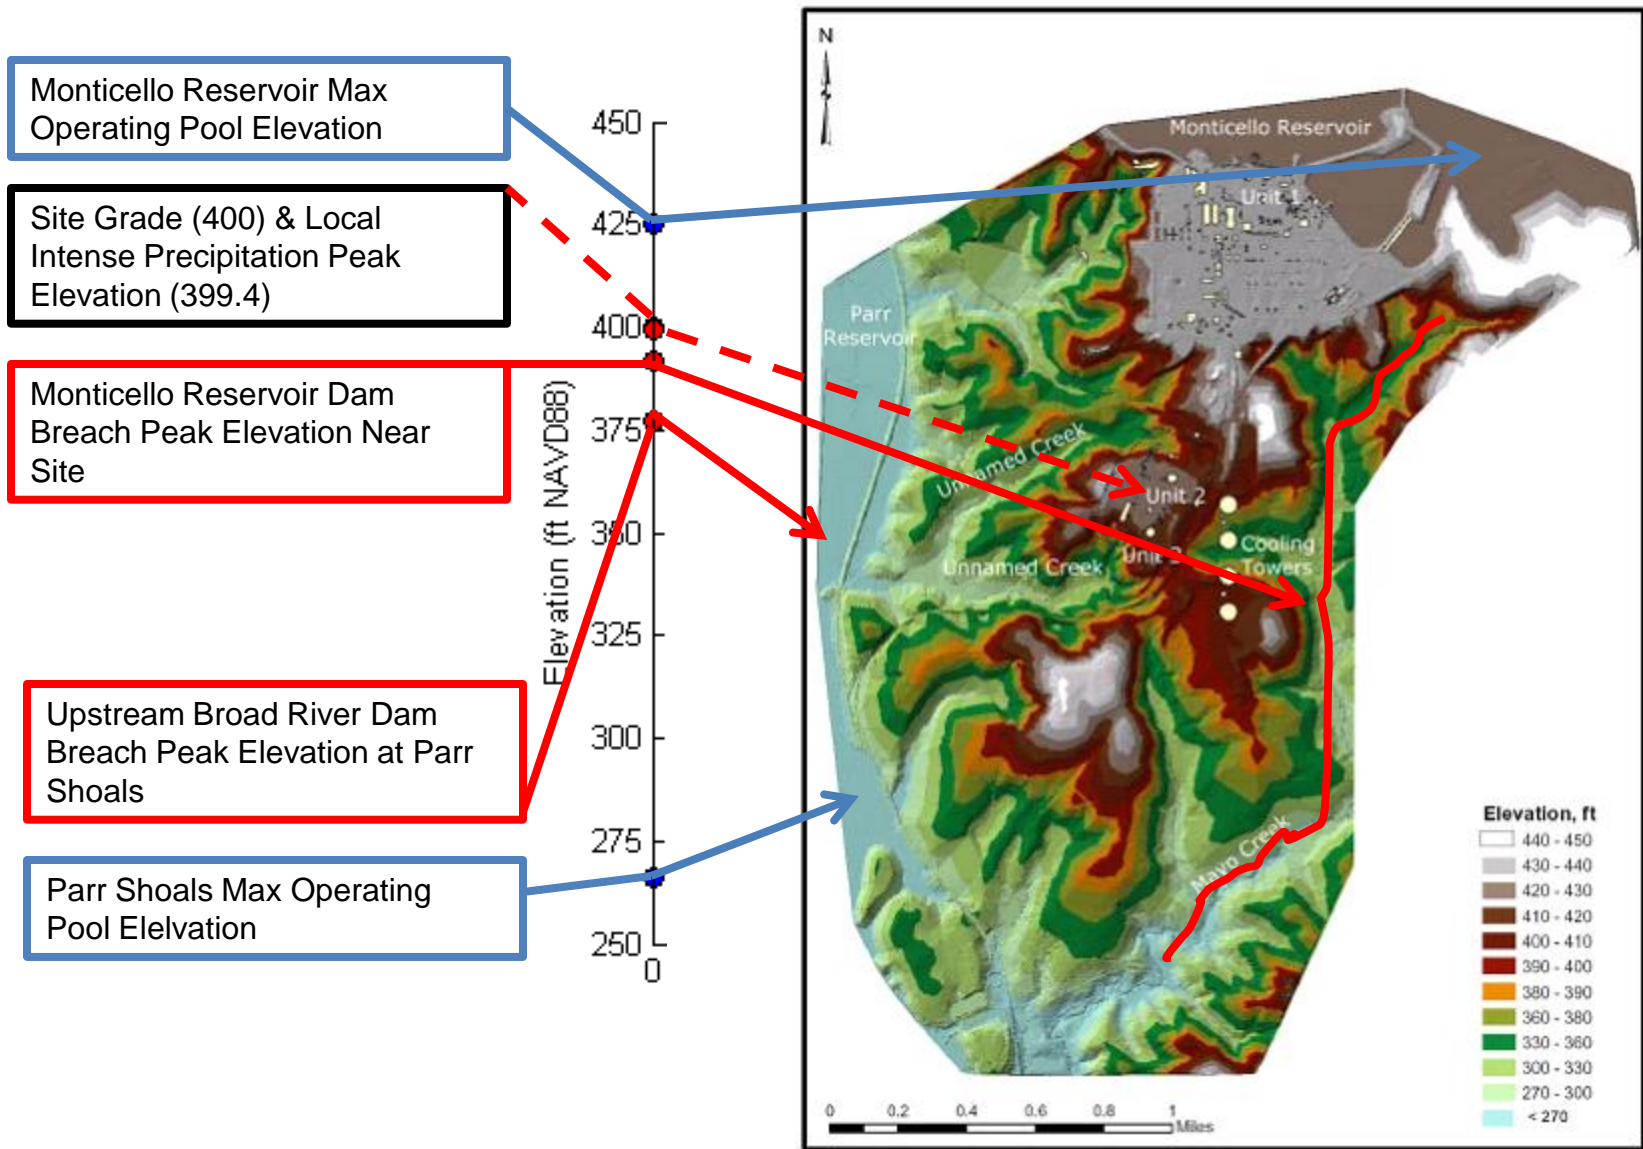 Monticello Reservoir Max
Operating Pool Elevation
Site Grade (400) & Local
Intense Precipitation Peak
Elevation (399.4)
Monticello Reservoir Dam
Breach Peak Elevation Near
Site
Upstream Broad River Dam
Breach Peak Elevation at Parr
Shoals
Parr Shoals Max Operating
Pool Elelvation
Elevation (ft NAVD88)
450
425
400
375
350
325
300
275
250
0
N
Monticello Reservoir
Unit 1
Parr
Reservoir
Unnamed Creek
Unit 2
Unit 3
Unnamed Creek
Cooling
Towers
Mayo Creek
Elevation, ft
440 - 450
430 - 440
420 - 430
410 - 420
400 - 410
390 - 400
380 - 390
360 - 380
330 - 360
300 - 330
270 - 300
< 270
0 0.2 0.4 0.6 0.8 1
Miles